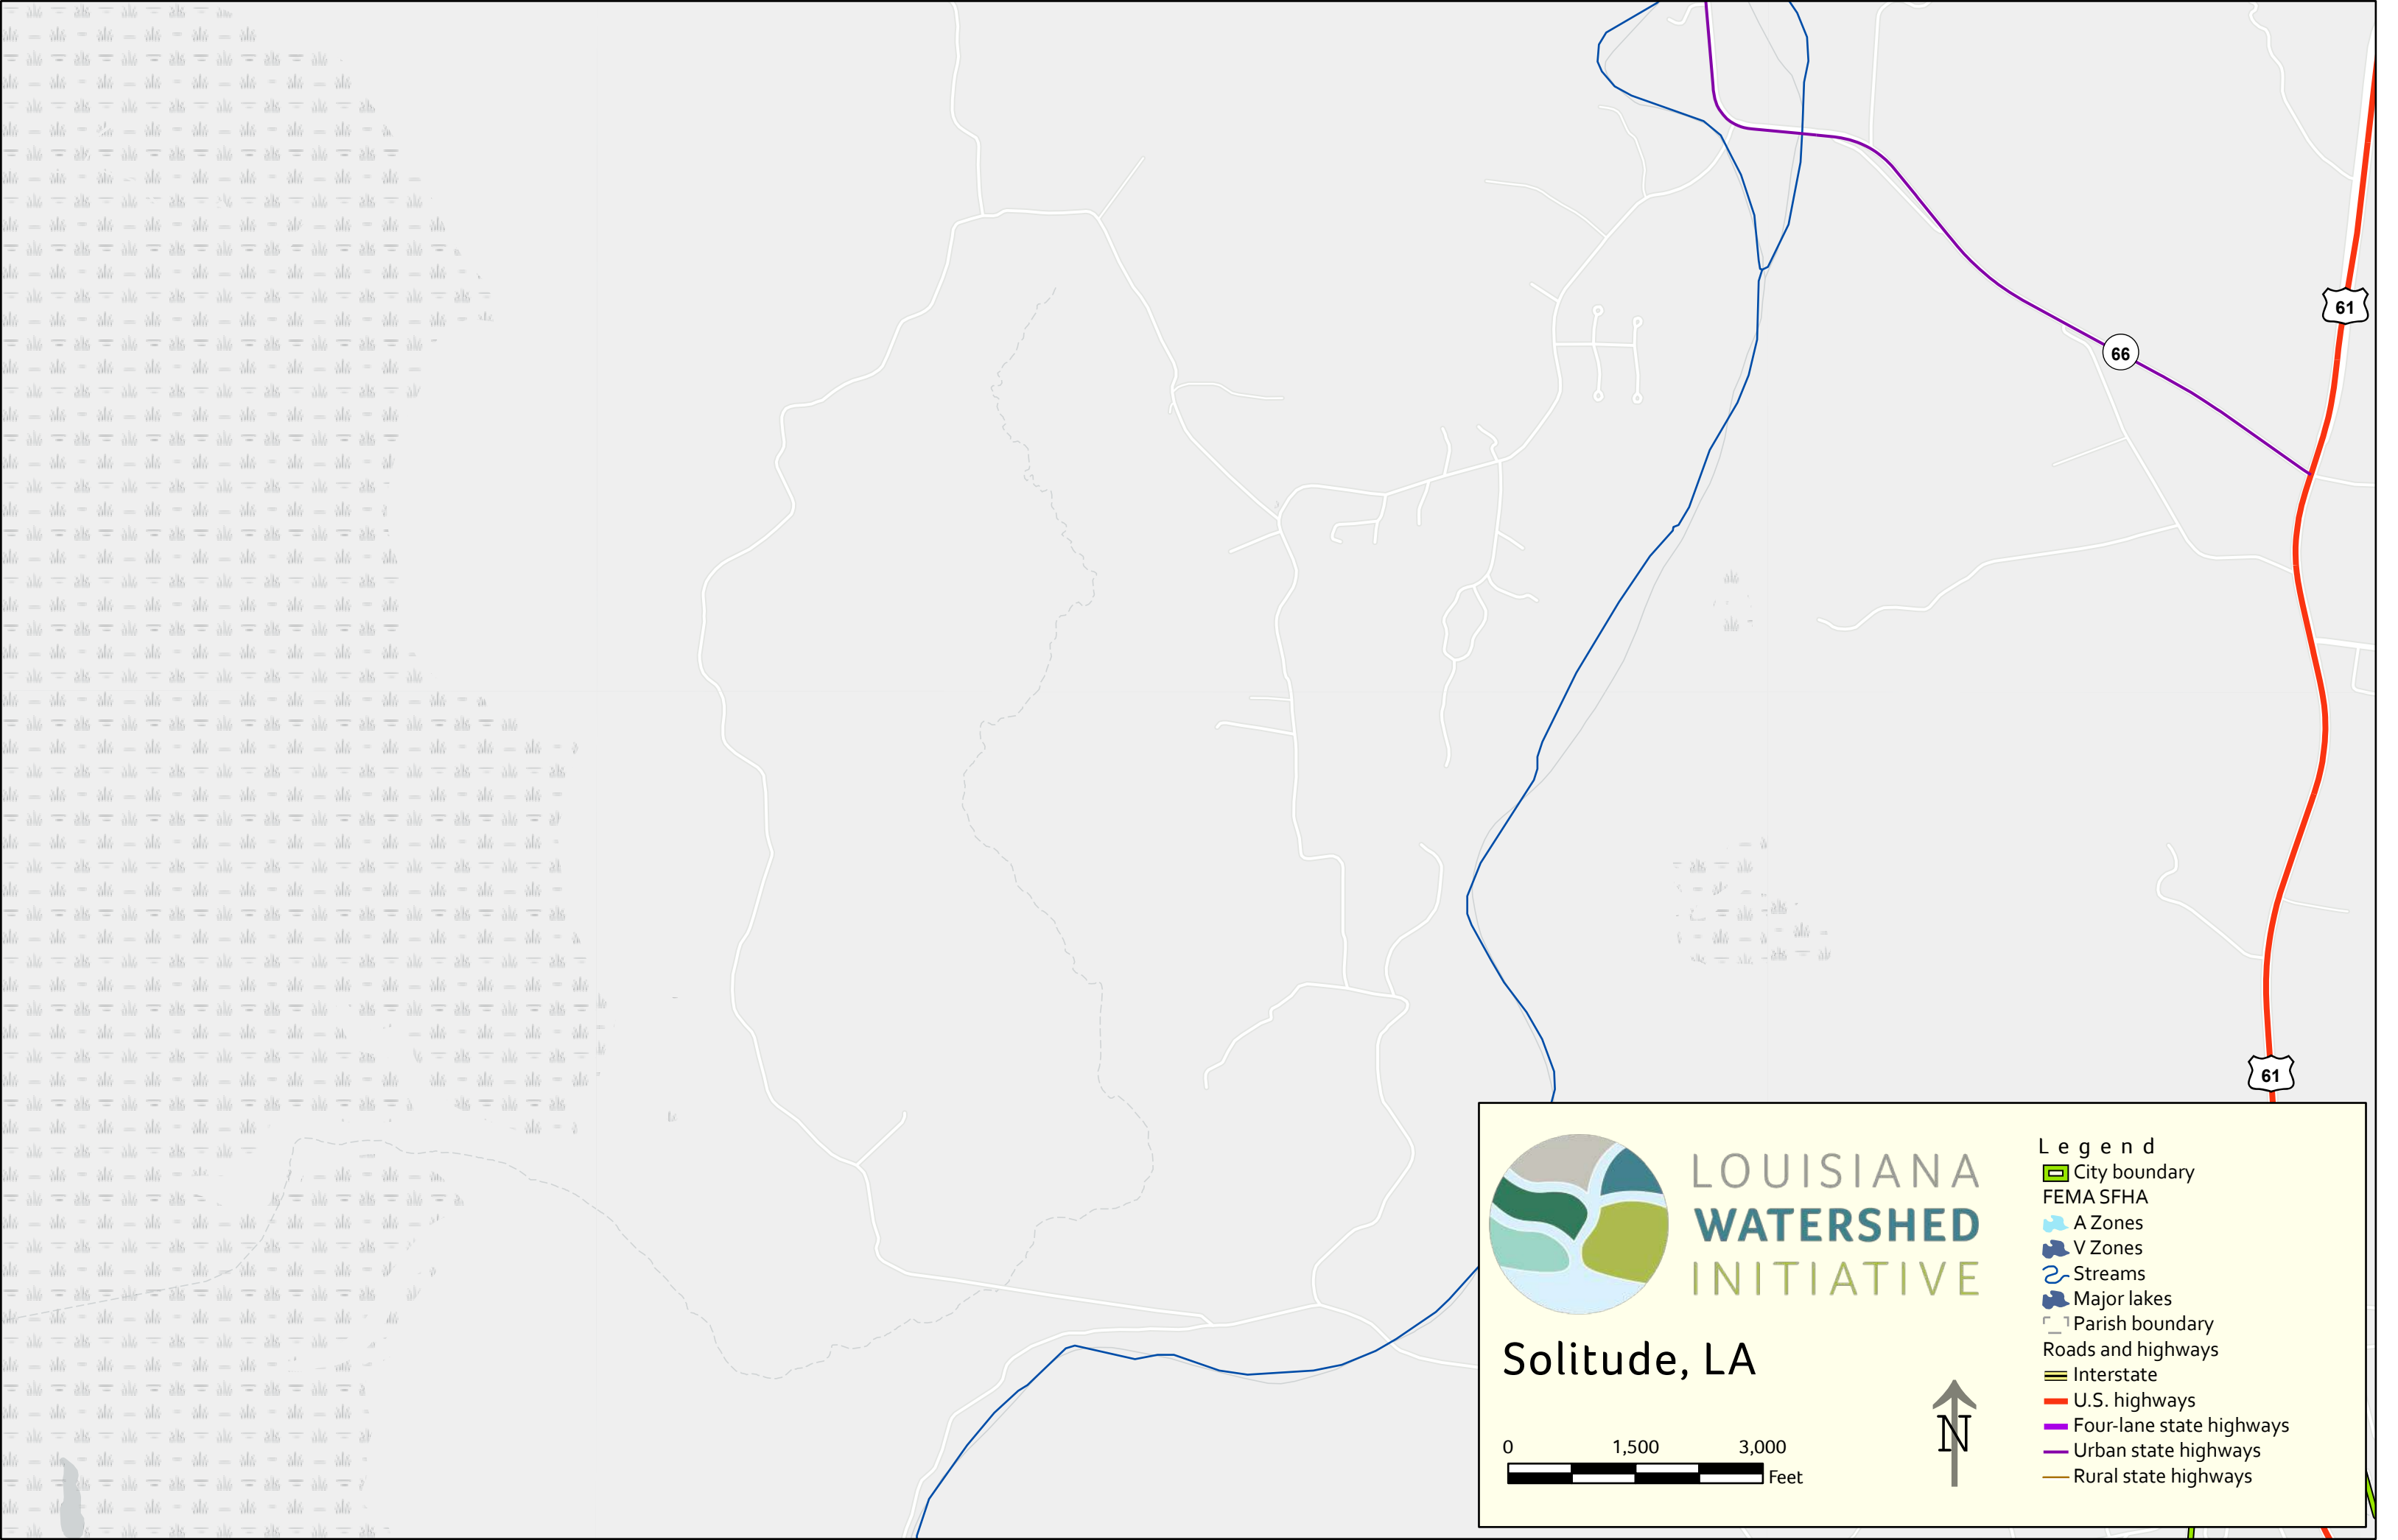 61
66
61
LOUISIANA
WATERSHED
INITIATIVE
Solitude, LA
0 1,500 3,000
Feet
N
Legend
City boundary
FEMA SFHA
A Zones
V Zones
Streams
Major lakes
Parish boundary
Roads and highways
Interstate
U.S. highways
Four-lane state highways
Urban state highways
Rural state highways